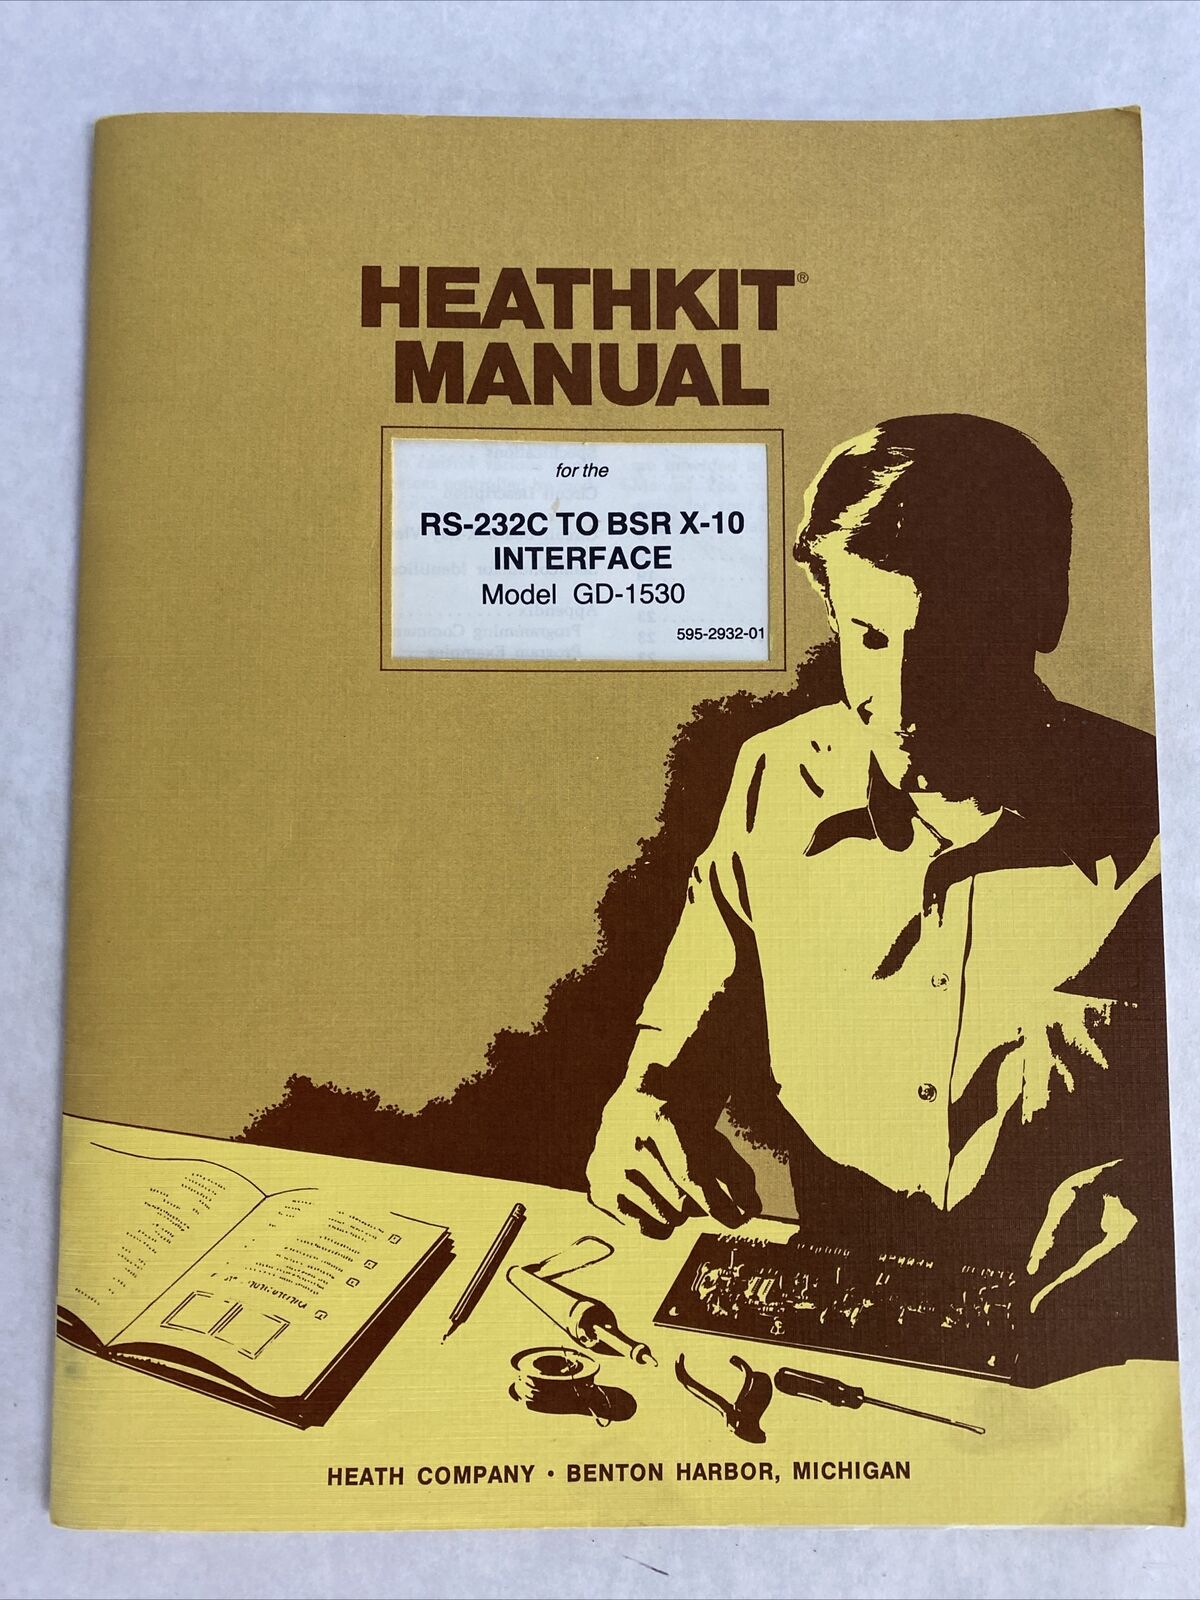 HEATHKIT®
MANUAL
for the
RS-232C TO BSR X-10
INTERFACE
Model GD-1530
595-2932-01
HEATH COMPANY • BENTON HARBOR, MICHIGAN